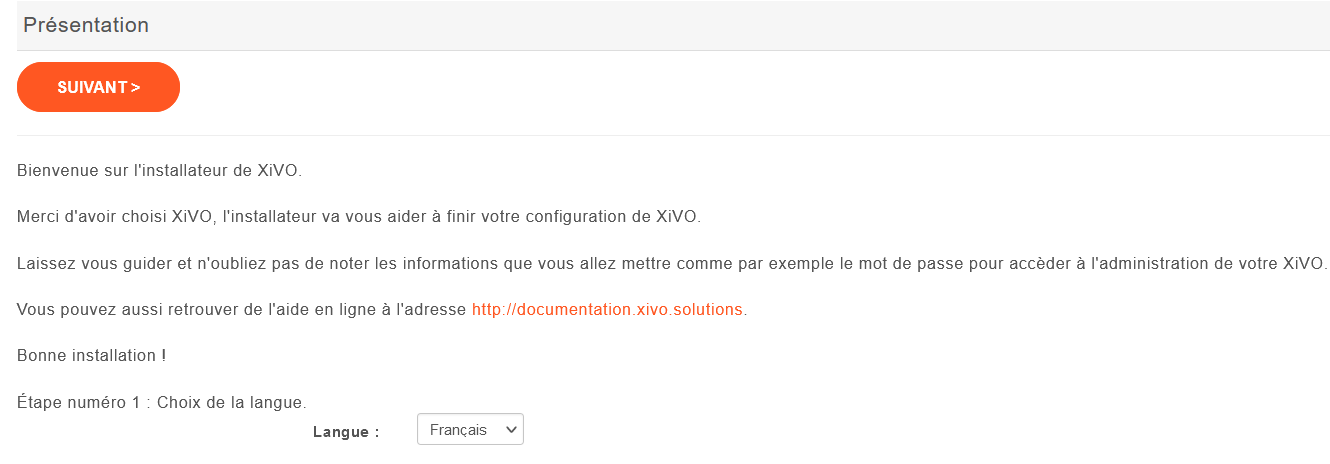 Présentation
SUIVANT >
Bienvenue sur l'installateur de XiVO.
Merci d'avoir choisi XiVO, l'installateur va vous aider à finir votre configuration de XiVO.
Laissez vous guider et n'oubliez pas de noter les informations que vous allez mettre comme par exemple le mot de passe pour accèder à l'administration de votre XiVO.
Vous pouvez aussi retrouver de l'aide en ligne à l'adresse http://documentation.xivo.solutions.
Bonne installation !
Étape numéro 1 : Choix de la langue.
Langue : Français